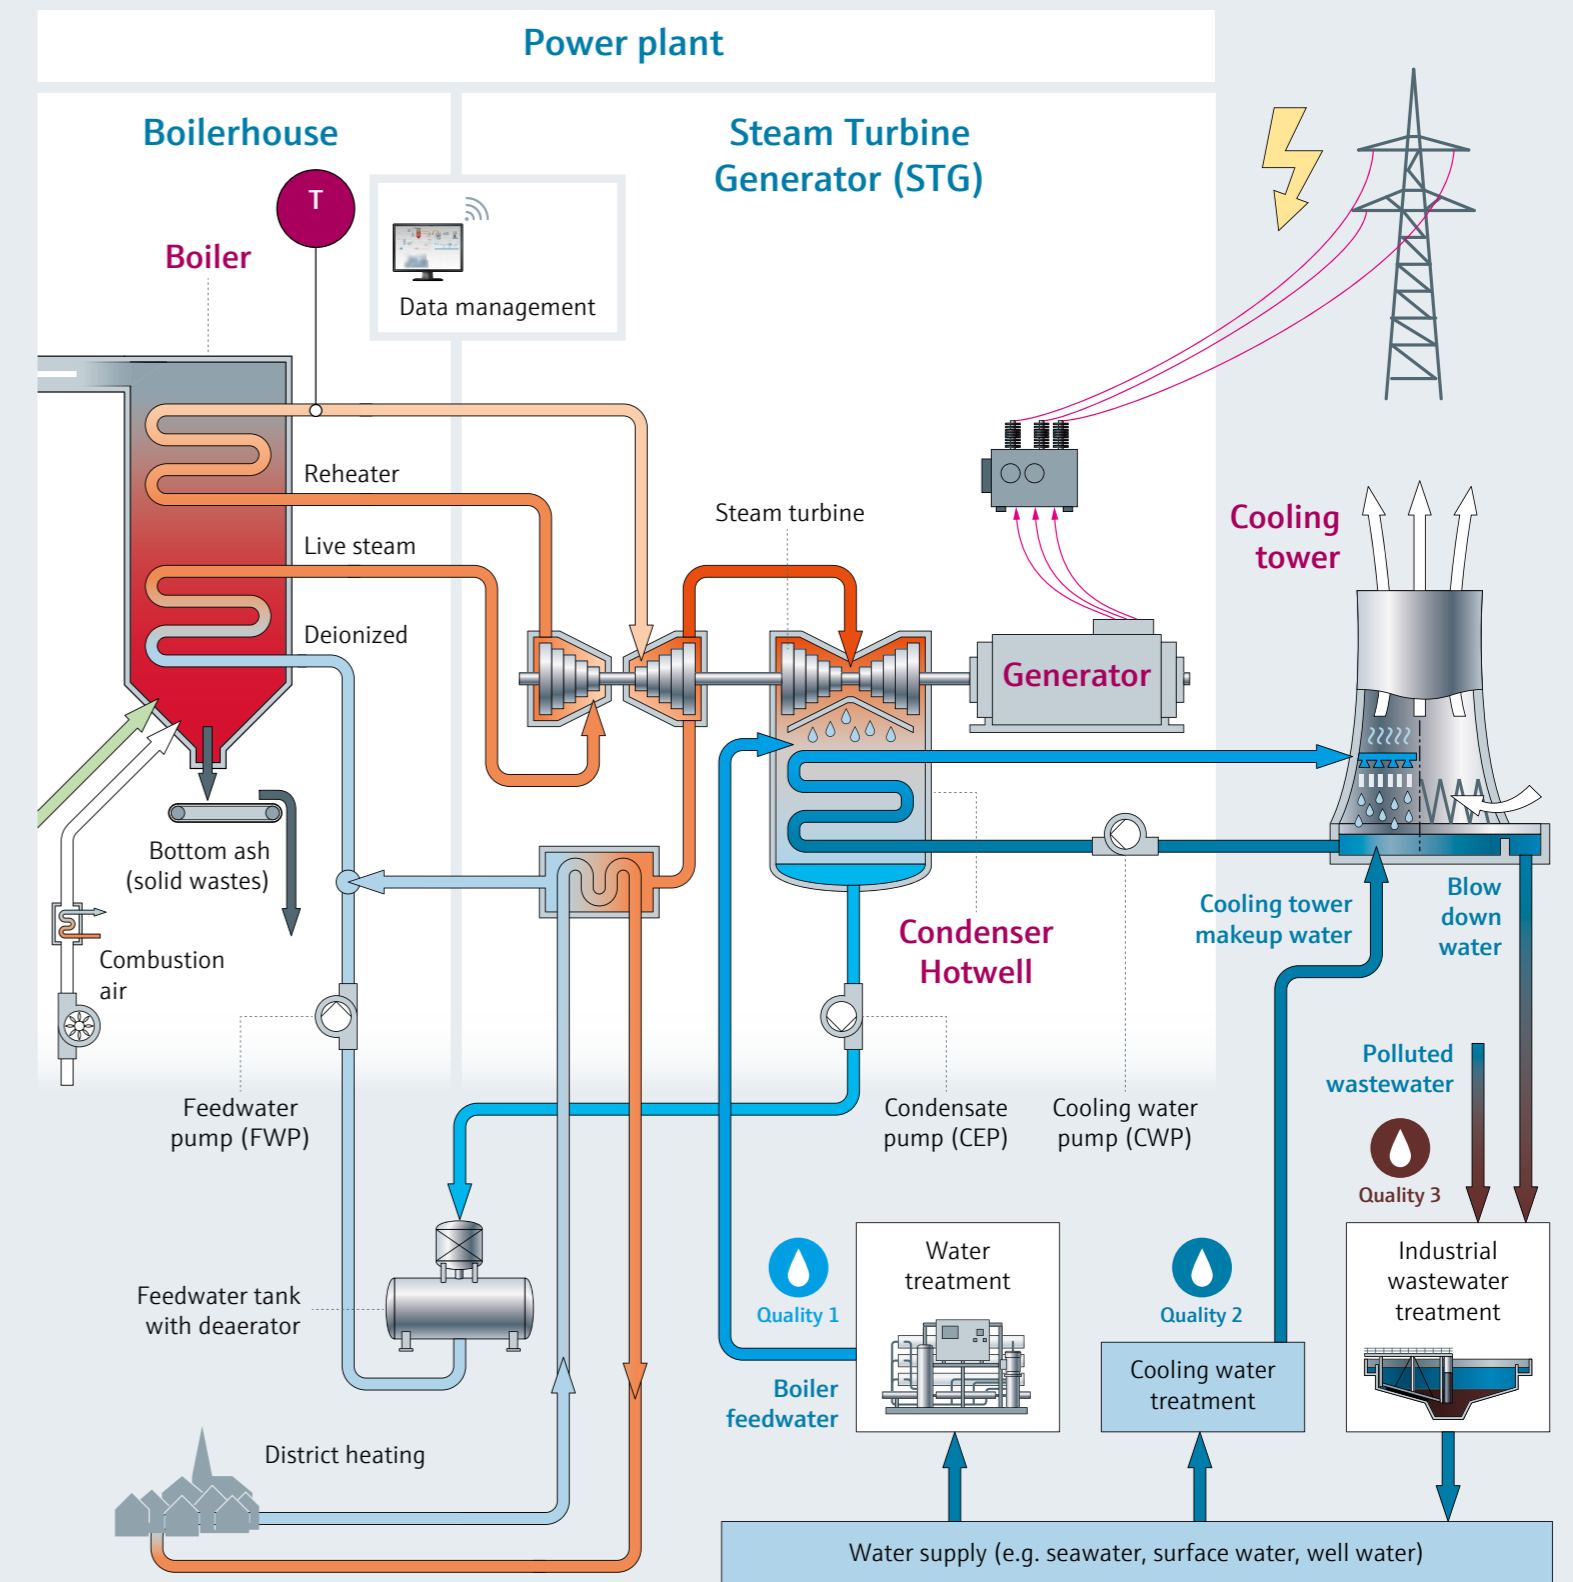 Power plant
Boilerhouse
Steam Turbine
Generator (STG)
T
Boiler
Data management
Reheater
Live steam
Deionized
Steam turbine
Generator
Cooling
tower
Bottom ash
(solid wastes)
Combustion
air
Condenser
Hotwell
Cooling tower
makeup water
Blow
down
water
Polluted
wastewater
Feedwater
pump (FWP)
Condensate
pump (CEP)
Cooling water
pump (CWP)
Quality 3
Feedwater tank
with deaerator
Quality 1
Water
treatment
Quality 2
Industrial
wastewater
treatment
Boiler
feedwater
Cooling water
treatment
District heating
Water supply (e.g. seawater, surface water, well water)